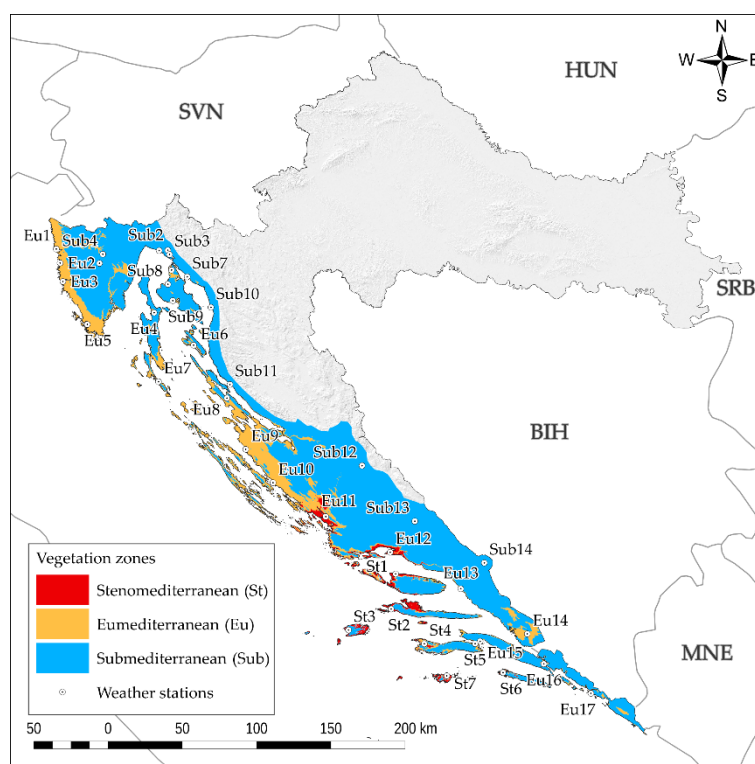 N
W E
S
HUN
SVN
Eu1
Sub4
Sub2
Sub3
Eu2
Sub8
Sub7
Eu3
Sub10
Eu4
Sub9
Eu5
Eu6
Eu7
Sub11
Eu8
SRB
BIH
Eu9
Sub12
Eu10
Eu11
Sub13
Eu12
Sub14
St1
Eu13
St2
St3
St4
Eu14
St5
Eu15
MNE
St7
St6
Eu16
Eu17
Vegetation zones
Stenomediterranean (St)
Eumediterranean (Eu)
Submediterranean (Sub)
Weather stations
50 0 50 100 150 200 km